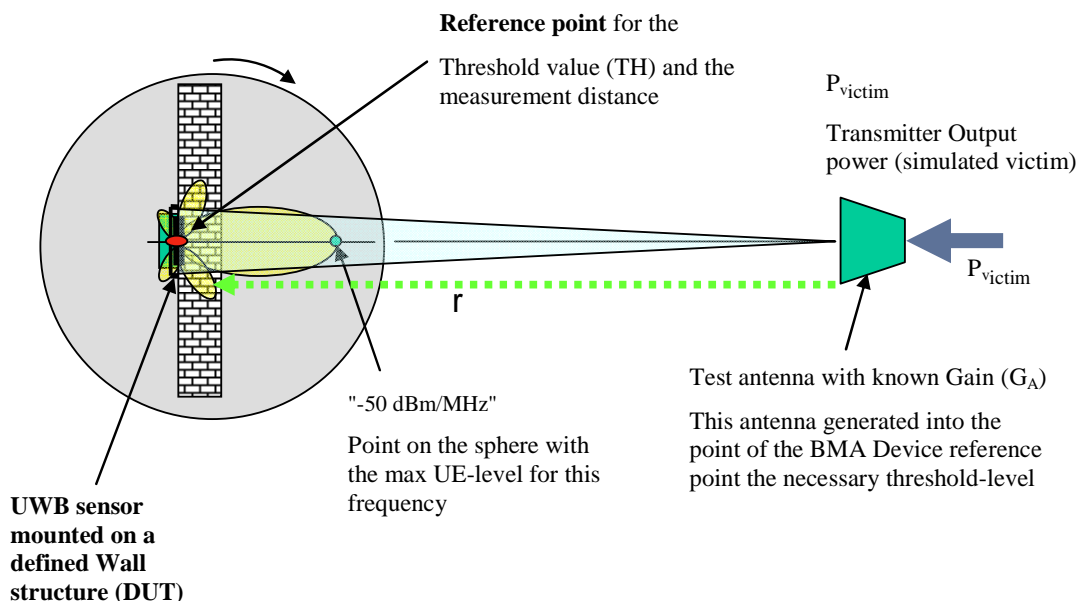 Reference point for the
Threshold value (TH) and the
measurement distance
Pvictim
Transmitter Output
power (simulated victim)
Pvictim
r
"-50 dBm/MHz"
Point on the sphere with
the max UE-level for this
frequency
Test antenna with known Gain (GA)
This antenna generated into the
point of the BMA Device reference
point the necessary threshold-level
UWB sensor
mounted on a
defined Wall
structure (DUT)